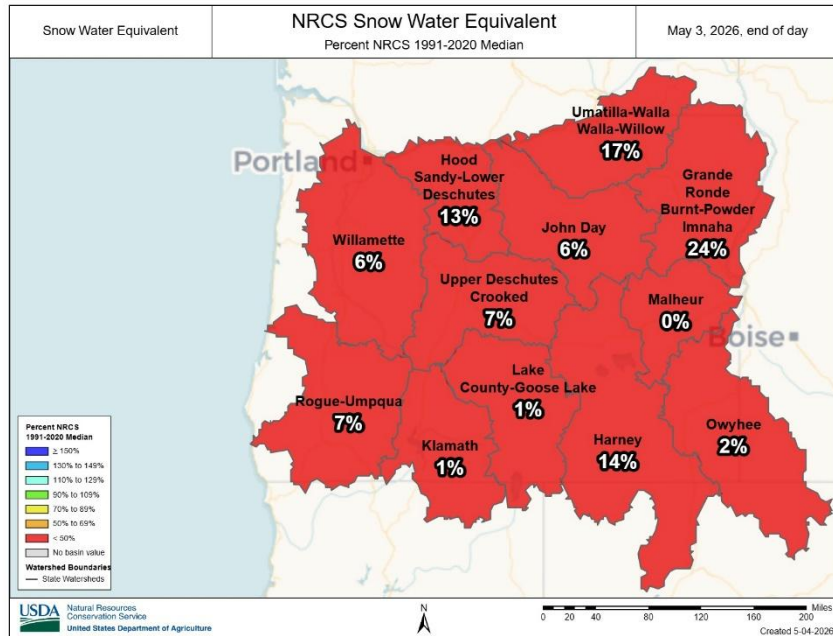 Snow Water Equivalent
NRCS Snow Water Equivalent
Percent NRCS 1991-2020 Median
May 3, 2026, end of day
Portland
Umatilla-Walla
Walla-Willow
17%
Hood
Sandy-Lower
Deschutes
13%
Grande
Ronde
Burnt-Powder
Imnaha
24%
Willamette
6%
John Day
6%
Upper Deschutes
Crooked
7%
Malheur
0%
Boise
Lake
County-Goose Lake
1%
Rogue-Umpqua
7%
Klamath
1%
Harney
14%
Owyhee
2%
Percent NRCS
1991-2020 Median
≥ 150%
130% to 149%
110% to 129%
90% to 109%
70% to 89%
50% to 69%
< 50%
No basin value
Watershed Boundaries
State Watersheds
USDA
Natural Resources
Conservation Service
United States Department of Agriculture
N
Miles
0 20 40 80 120 160 200
Created 5-04-2026